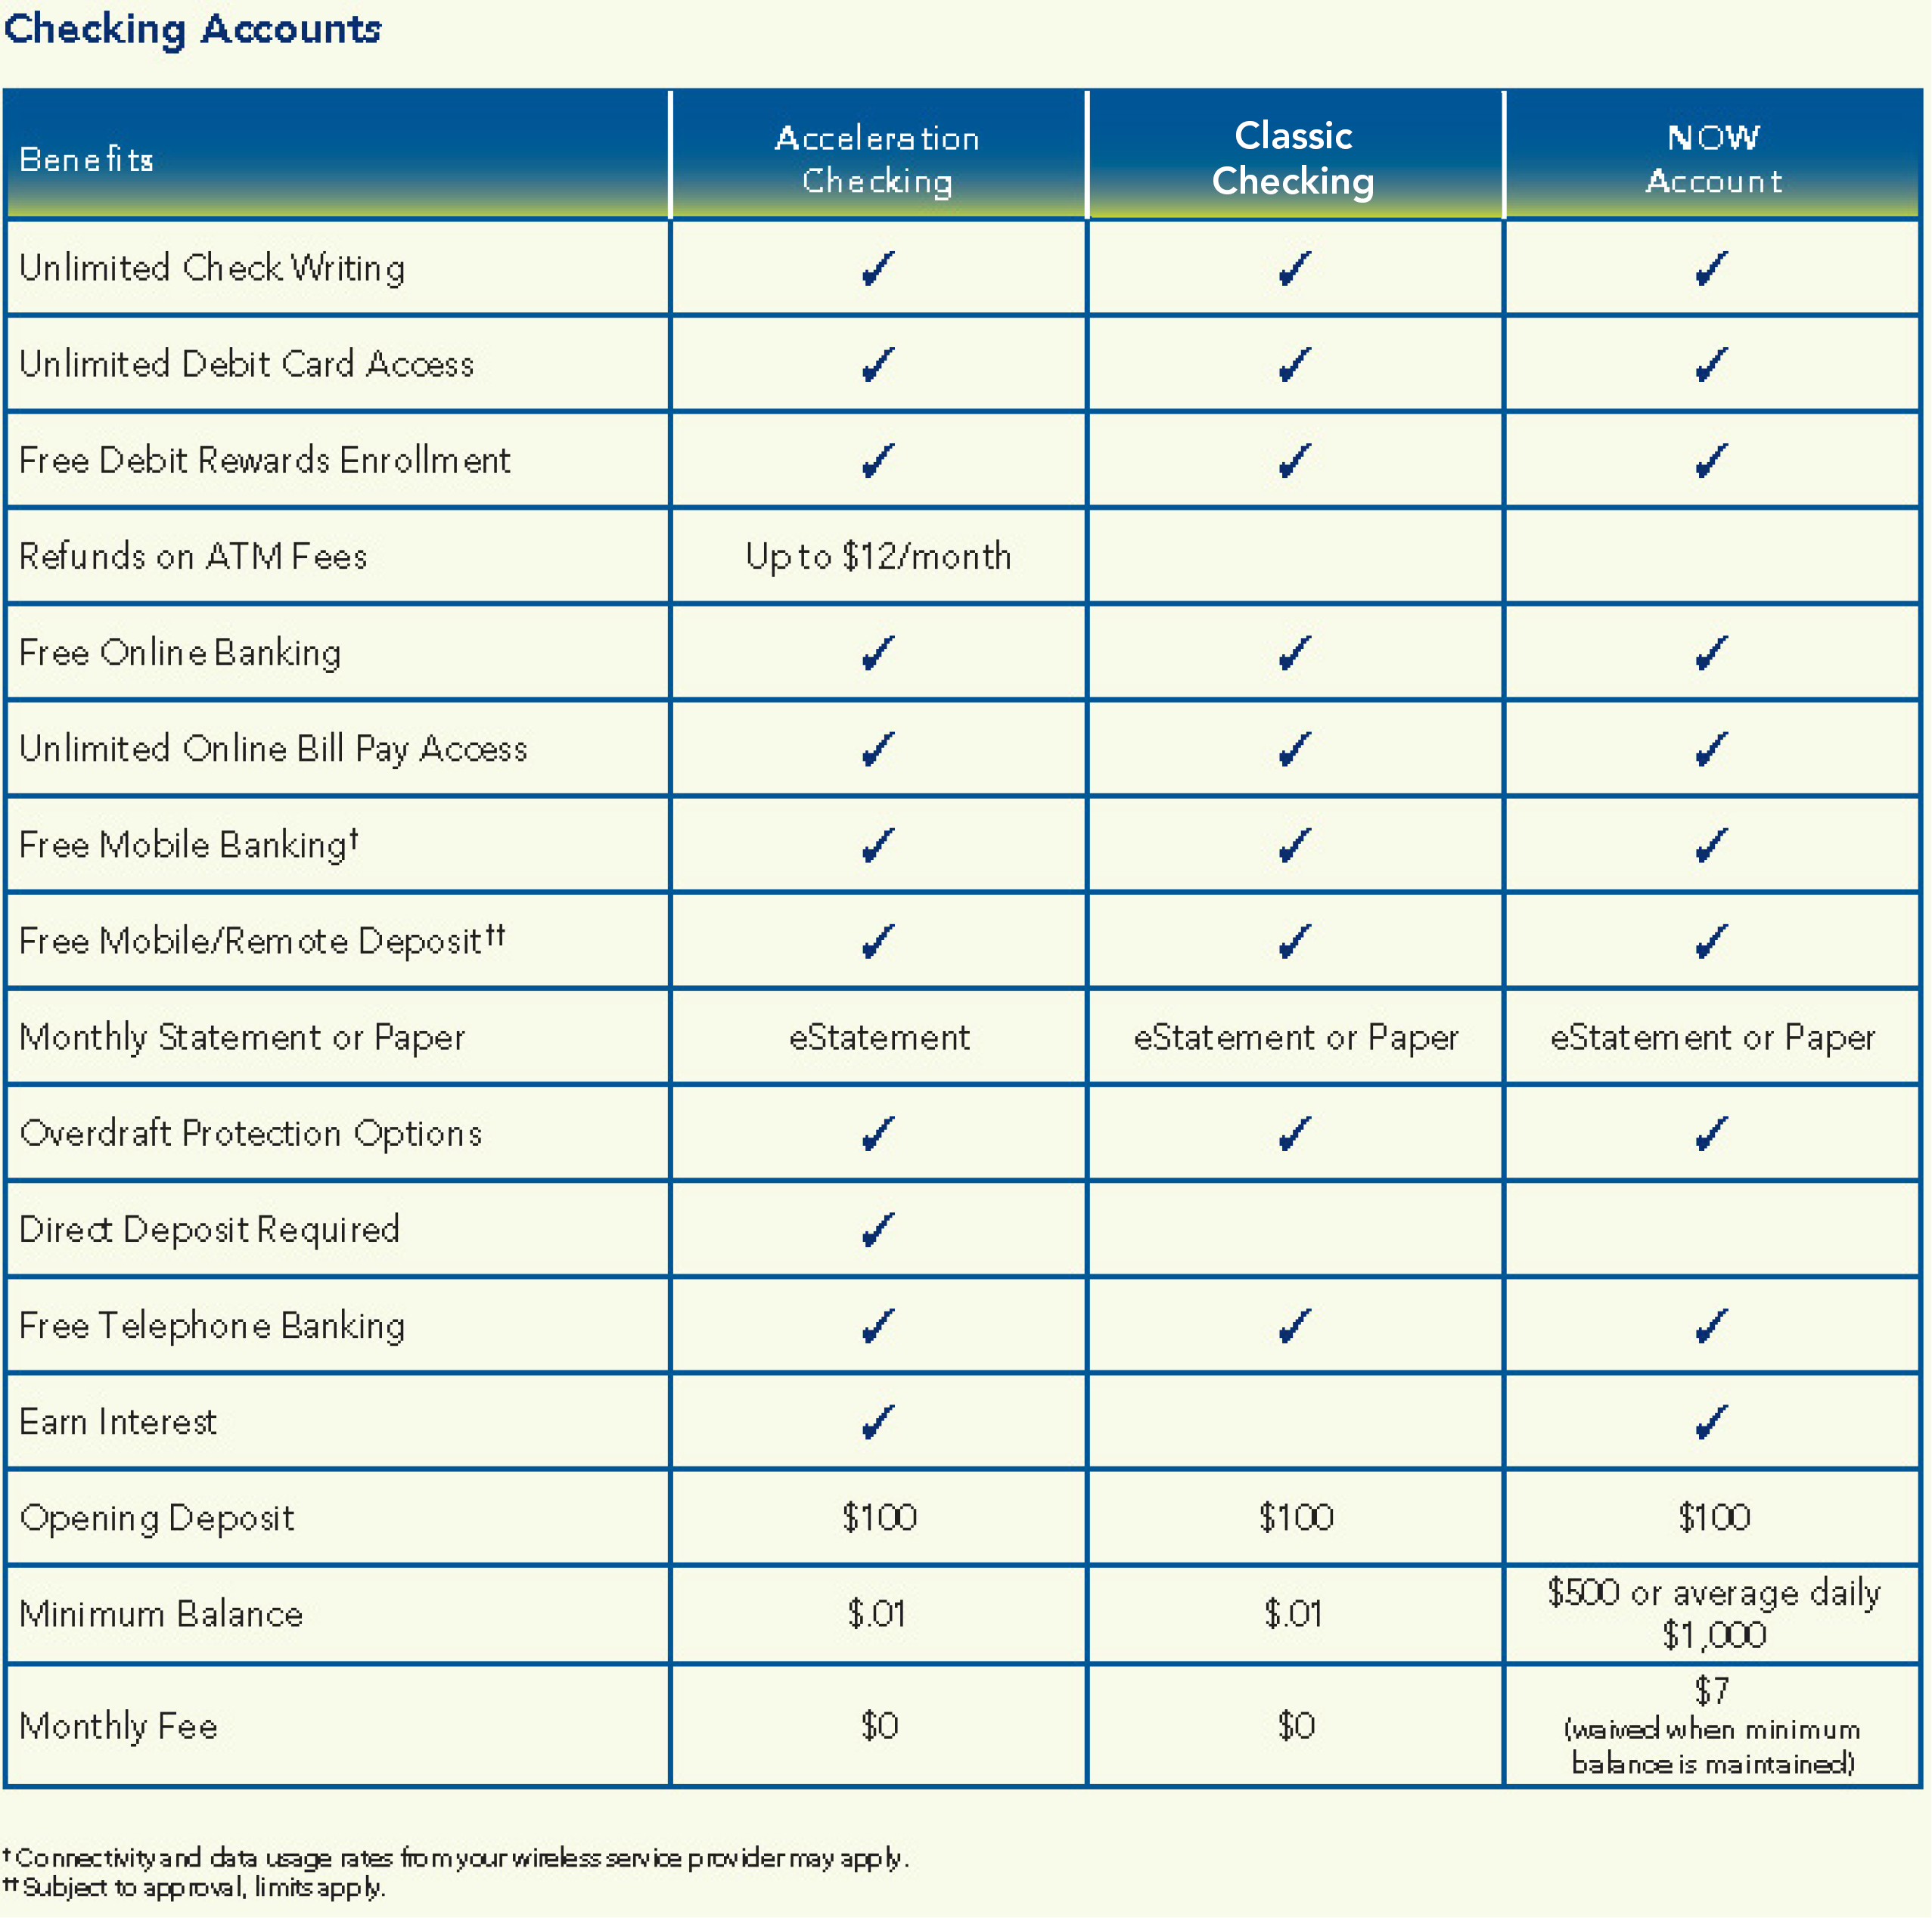 Checking Accounts
Benefits
Acceleration
Checking
Classic
Checking
NOW
Account
Unlimited Check Writing ✓ ✓ ✓
Unlimited Debit Card Access ✓ ✓ ✓
Free Debit Rewards Enrollment ✓ ✓ ✓
Refunds on ATM Fees Up to $12/month
Free Online Banking ✓ ✓ ✓
Unlimited Online Bill Pay Access ✓ ✓ ✓
Free Mobile Banking† ✓ ✓ ✓
Free Mobile/Remote Deposit†† ✓ ✓ ✓
Monthly Statement or Paper eStatement eStatement or Paper eStatement or Paper
Overdraft Protection Options ✓ ✓ ✓
Direct Deposit Required ✓
Free Telephone Banking ✓ ✓ ✓
Earn Interest ✓ ✓
Opening Deposit $100 $100 $100
Minimum Balance $.01 $.01 $500 or average daily
$1,000
Monthly Fee $0 $0 $7
(waived when minimum
balance is maintained)
† Connectivity and data usage rates from your wireless service provider may apply.
†† Subject to approval, limits apply.